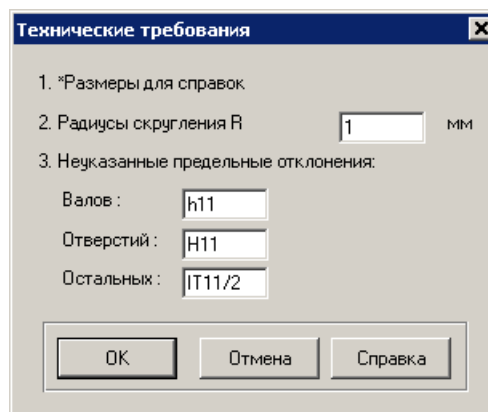 Технические требования
1. *Размеры для справок
2. Радиусы скругления R 1 мм
3. Неуказанные предельные отклонения:
Валов : h11
Отверстий : H11
Остальных : IT11/2
OK Отмена Справка